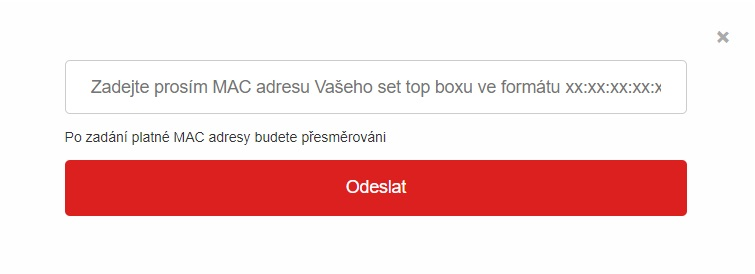 Zadejte prosím MAC adresu Vašeho set top boxu ve formátu xx:xx:xx:xx:x
Po zadání platné MAC adresy budete přesměrováni
Odeslat